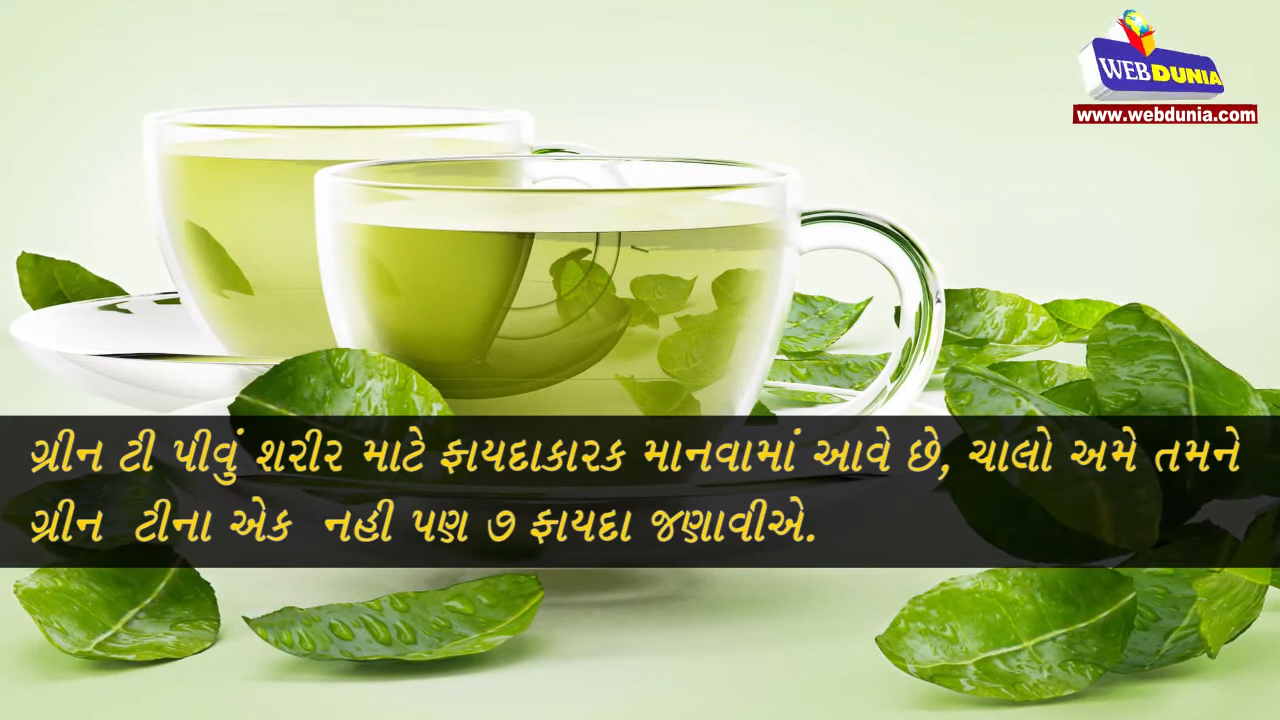 WEBDUNIA
www.webdunia.com
ગ્રીન ટી પીવું શરીર માટે ફાયદાકારક માનવામાં આવે છે, ચાલો અમે તમને
ગ્રીન ટીના એક નહી પણ ૭ ફાયદા જણાવીએ.